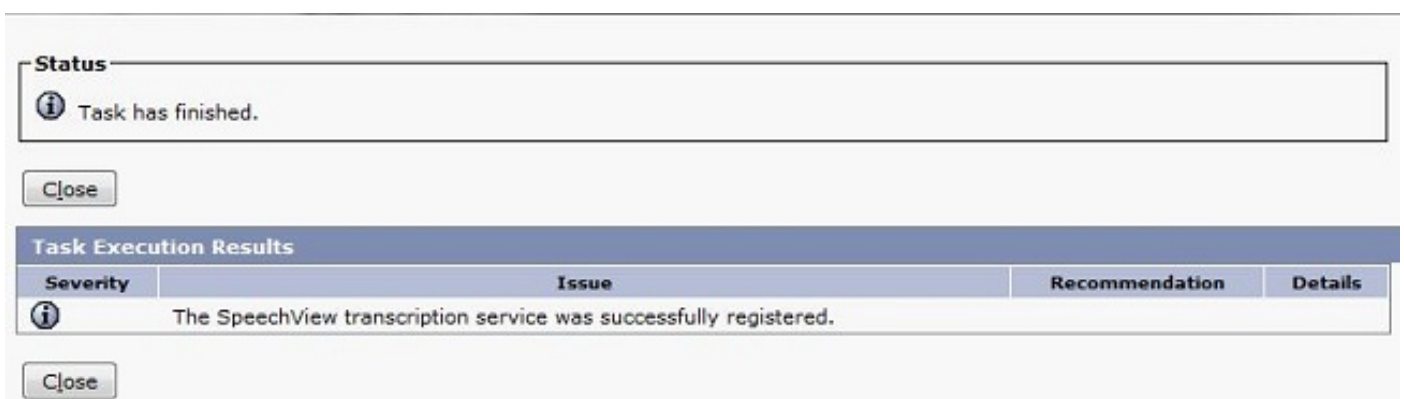 Status
Task has finished.
Close
Task Execution Results
Severity Issue Recommendation Details
The SpeechView transcription service was successfully registered.
Close